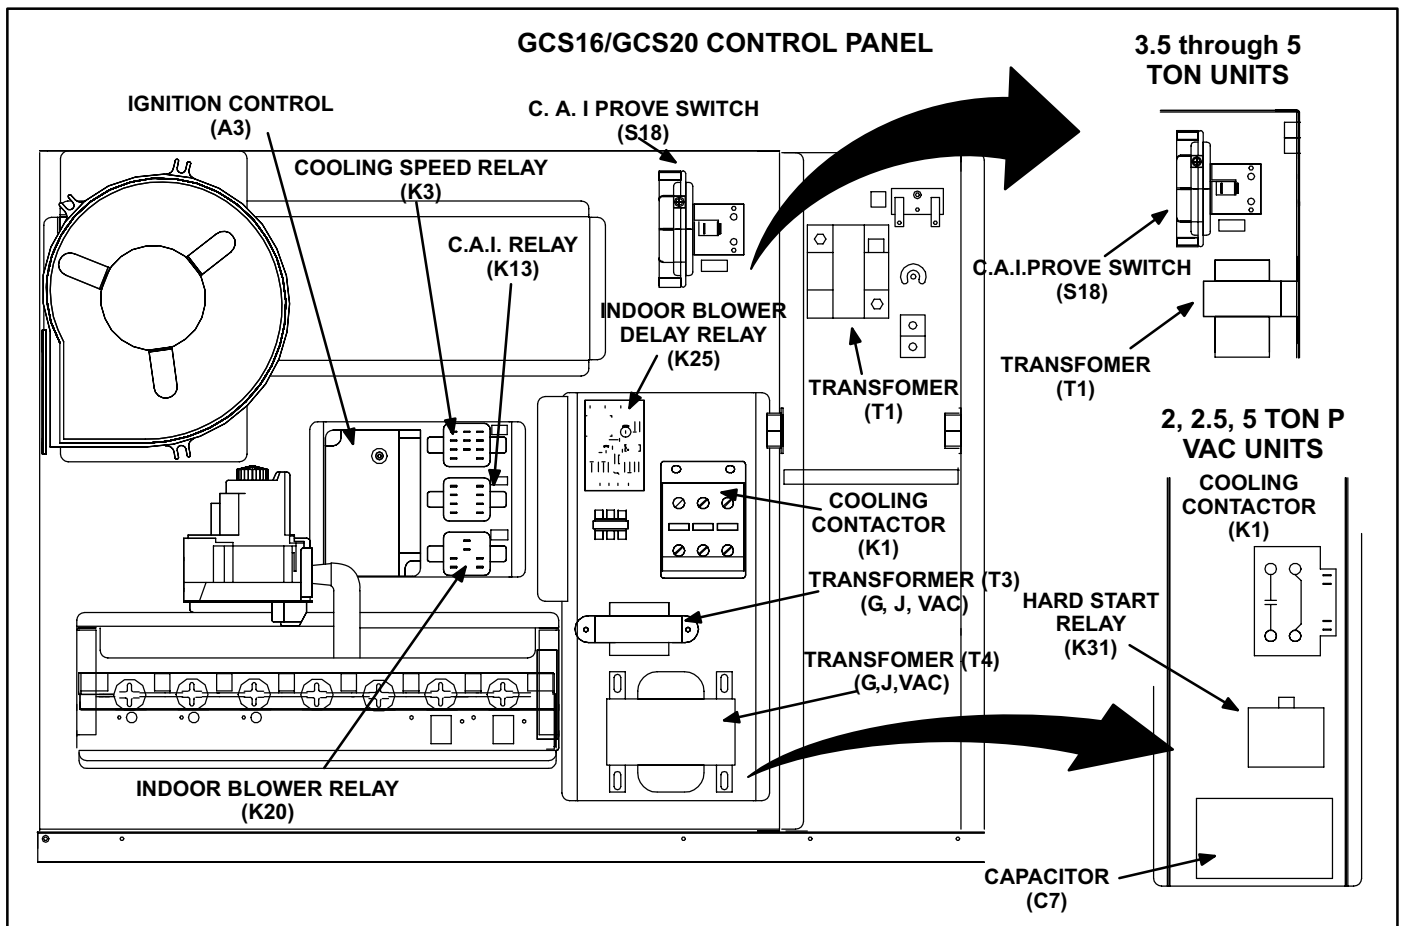 GCS16/GCS20 CONTROL PANEL
3.5 through 5
TON UNITS
IGNITION CONTROL
(A3)
C. A. I PROVE SWITCH
(S18)
COOLING SPEED RELAY
(K3)
C.A.I. RELAY
(K13)
INDOOR BLOWER
DELAY RELAY
(K25)
TRANSFOMER
(T1)
C.A.I.PROVE SWITCH
(S18)
TRANSFOMER
(T1)
2, 2.5, 5 TON P
VAC UNITS
COOLING
CONTACTOR
(K1)
COOLING
CONTACTOR
(K1)
TRANSFORMER (T3)
(G, J, VAC)
HARD START
RELAY
(K31)
TRANSFOMER (T4)
(G,J,VAC)
INDOOR BLOWER RELAY
(K20)
CAPACITOR
(C7)